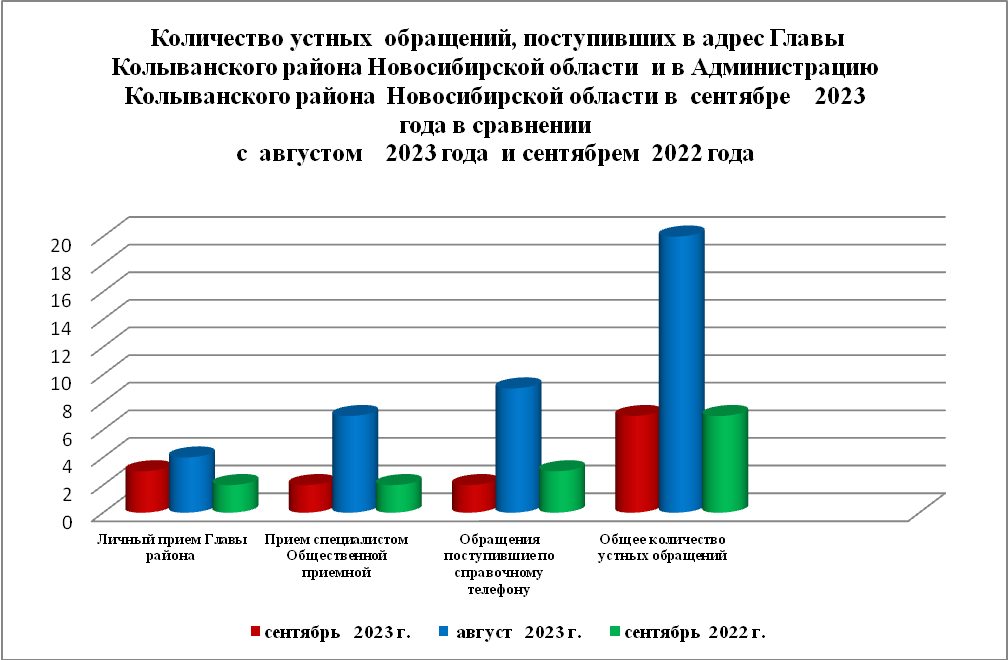 Количество устных обращений, поступивших в адрес Главы
Колыванского района Новосибирской области и в Администрацию
Колыванского района Новосибирской области в сентябре 2023
года в сравнении
с августом 2023 года и сентябрем 2022 года
20
18
16
14
12
10
8
6
4
2
0
Личный прием Главы
района
Прием специалистом
Общественной
приемной
Обращения
поступившие по
справочному
телефону
Общее количество
устных обращений
сентябрь 2023 г.
август 2023 г.
сентябрь 2022 г.